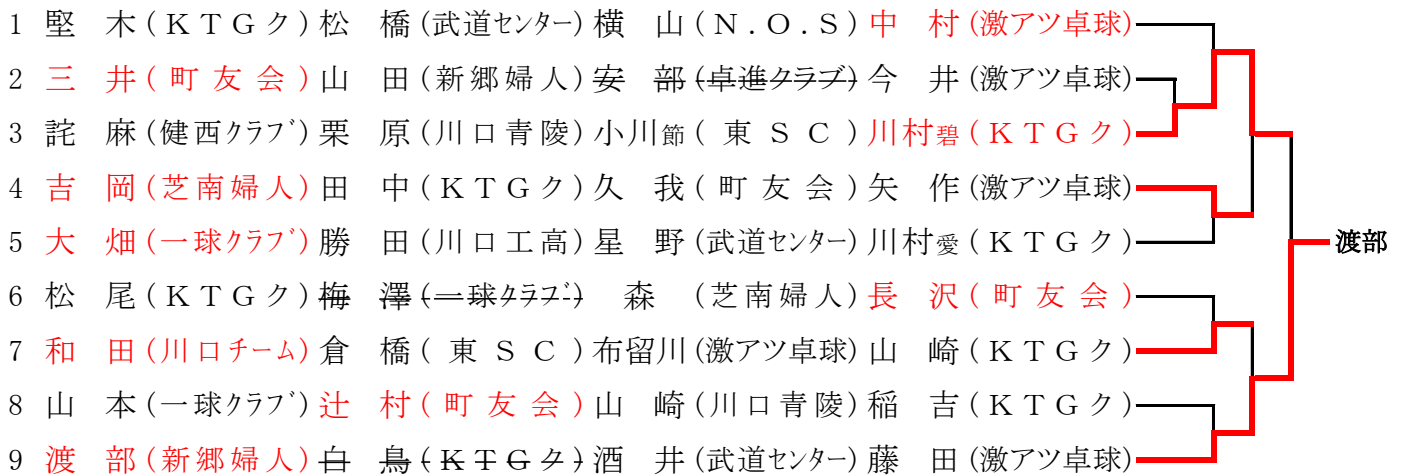 1 堅 木(KTGク)松 橋(武道センター)横 山(N.O.S)中 村(激アツ卓球)
2 三 井(町友会)山 田(新郷婦人)安 部(卓進クラブ)今 井(激アツ卓球)
3 詫 麻(健西クラブ)栗 原(川口青陵)小川節(東SC)川村碧(KTGク)
4 吉 岡(芝南婦人)田 中(KTGク)久 我(町友会)矢 作(激アツ卓球)
5 大 畑(一球クラブ)勝 田(川口工高)星 野(武道センター)川村愛(KTGク)
渡部
6 松 尾(KTGク)梅 澤(一球クラブ)森 (芝南婦人)長 沢(町友会)
7 和 田(川口チーム)倉 橋(東SC)布留川(激アツ卓球)山 崎(KTGク)
8 山 本(一球クラブ)辻 村(町友会)山 崎(川口青陵)稲 吉(KTGク)
9 渡 部(新郷婦人)白 鳥(KTGク)酒 井(武道センター)藤 田(激アツ卓球)